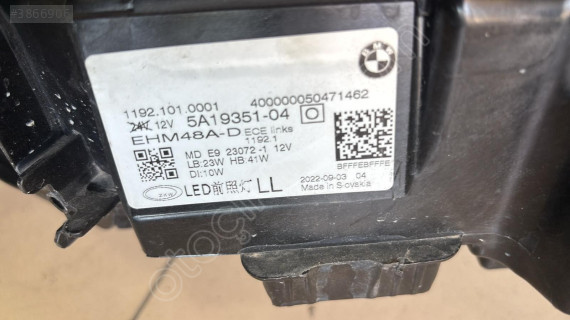 #3866906
BMW
1192.101.0001 400000050471462
24V 12V 5A19351-04
EHM48A-D ECE links
1192.1
MD E9 23072-1 12V
LB:23W HB:41W
DI:10W
BFFFEBFFFE
LED前照灯 LL
2022-09-03 04
Made in Slovakia